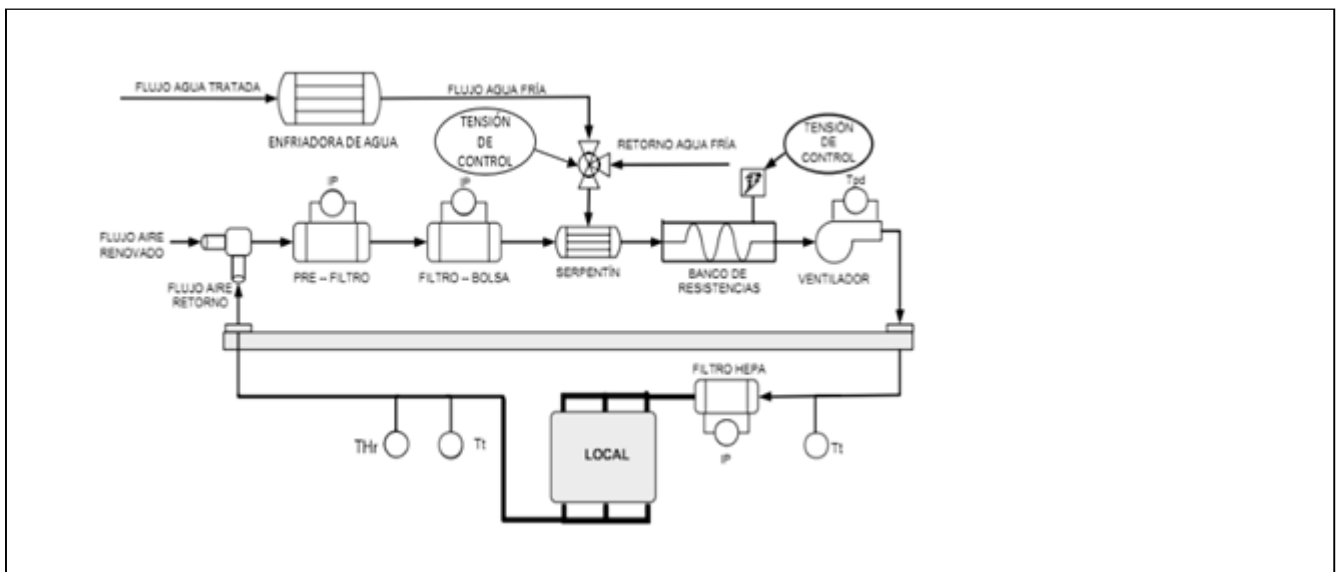 FLUJO AGUA TRATADA
FLUJO AGUA FRÍA
ENFRIADORA DE AGUA
TENSIÓN
DE
CONTROL
RETORNO AGUA FRÍA
TENSIÓN
DE
CONTROL
IP
IP
Tpd
FLUJO AIRE
RENOVADO
PRE – FILTRO
FILTRO – BOLSA
SERPENTÍN
BANCO DE
RESISTENCIAS
VENTILADOR
FLUJO AIRE
RETORNO
FILTRO HEPA
THr
Tt
LOCAL
IP
Tt